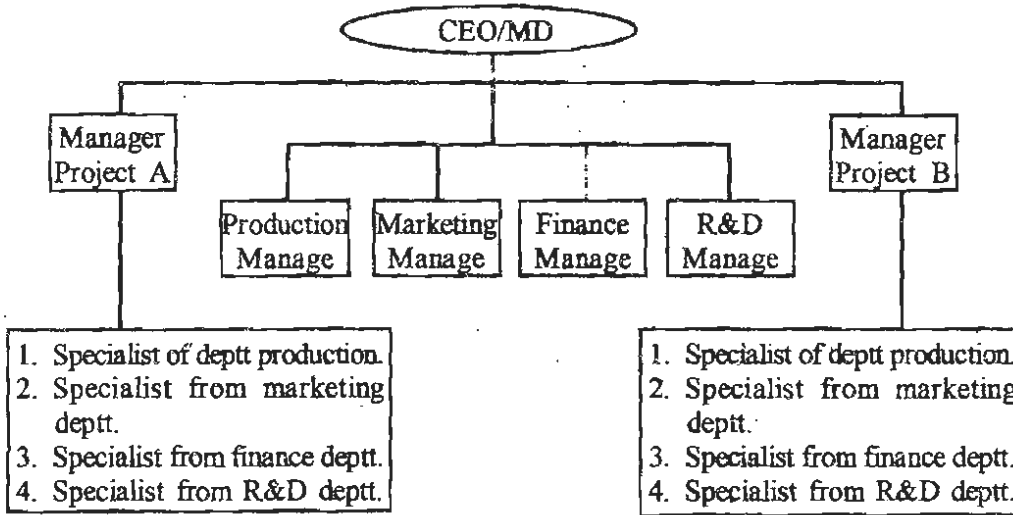 CEO/MD
Manager
Project A
Manager
Project B
Production
Manage
Marketing
Manage
Finance
Manage
R&D
Manage
1. Specialist of deptt production.
2. Specialist from marketing
deptt.
3. Specialist from finance deptt.
4. Specialist from R&D deptt.
1. Specialist of deptt production.
2. Specialist from marketing
deptt.
3. Specialist from finance deptt.
4. Specialist from R&D deptt.